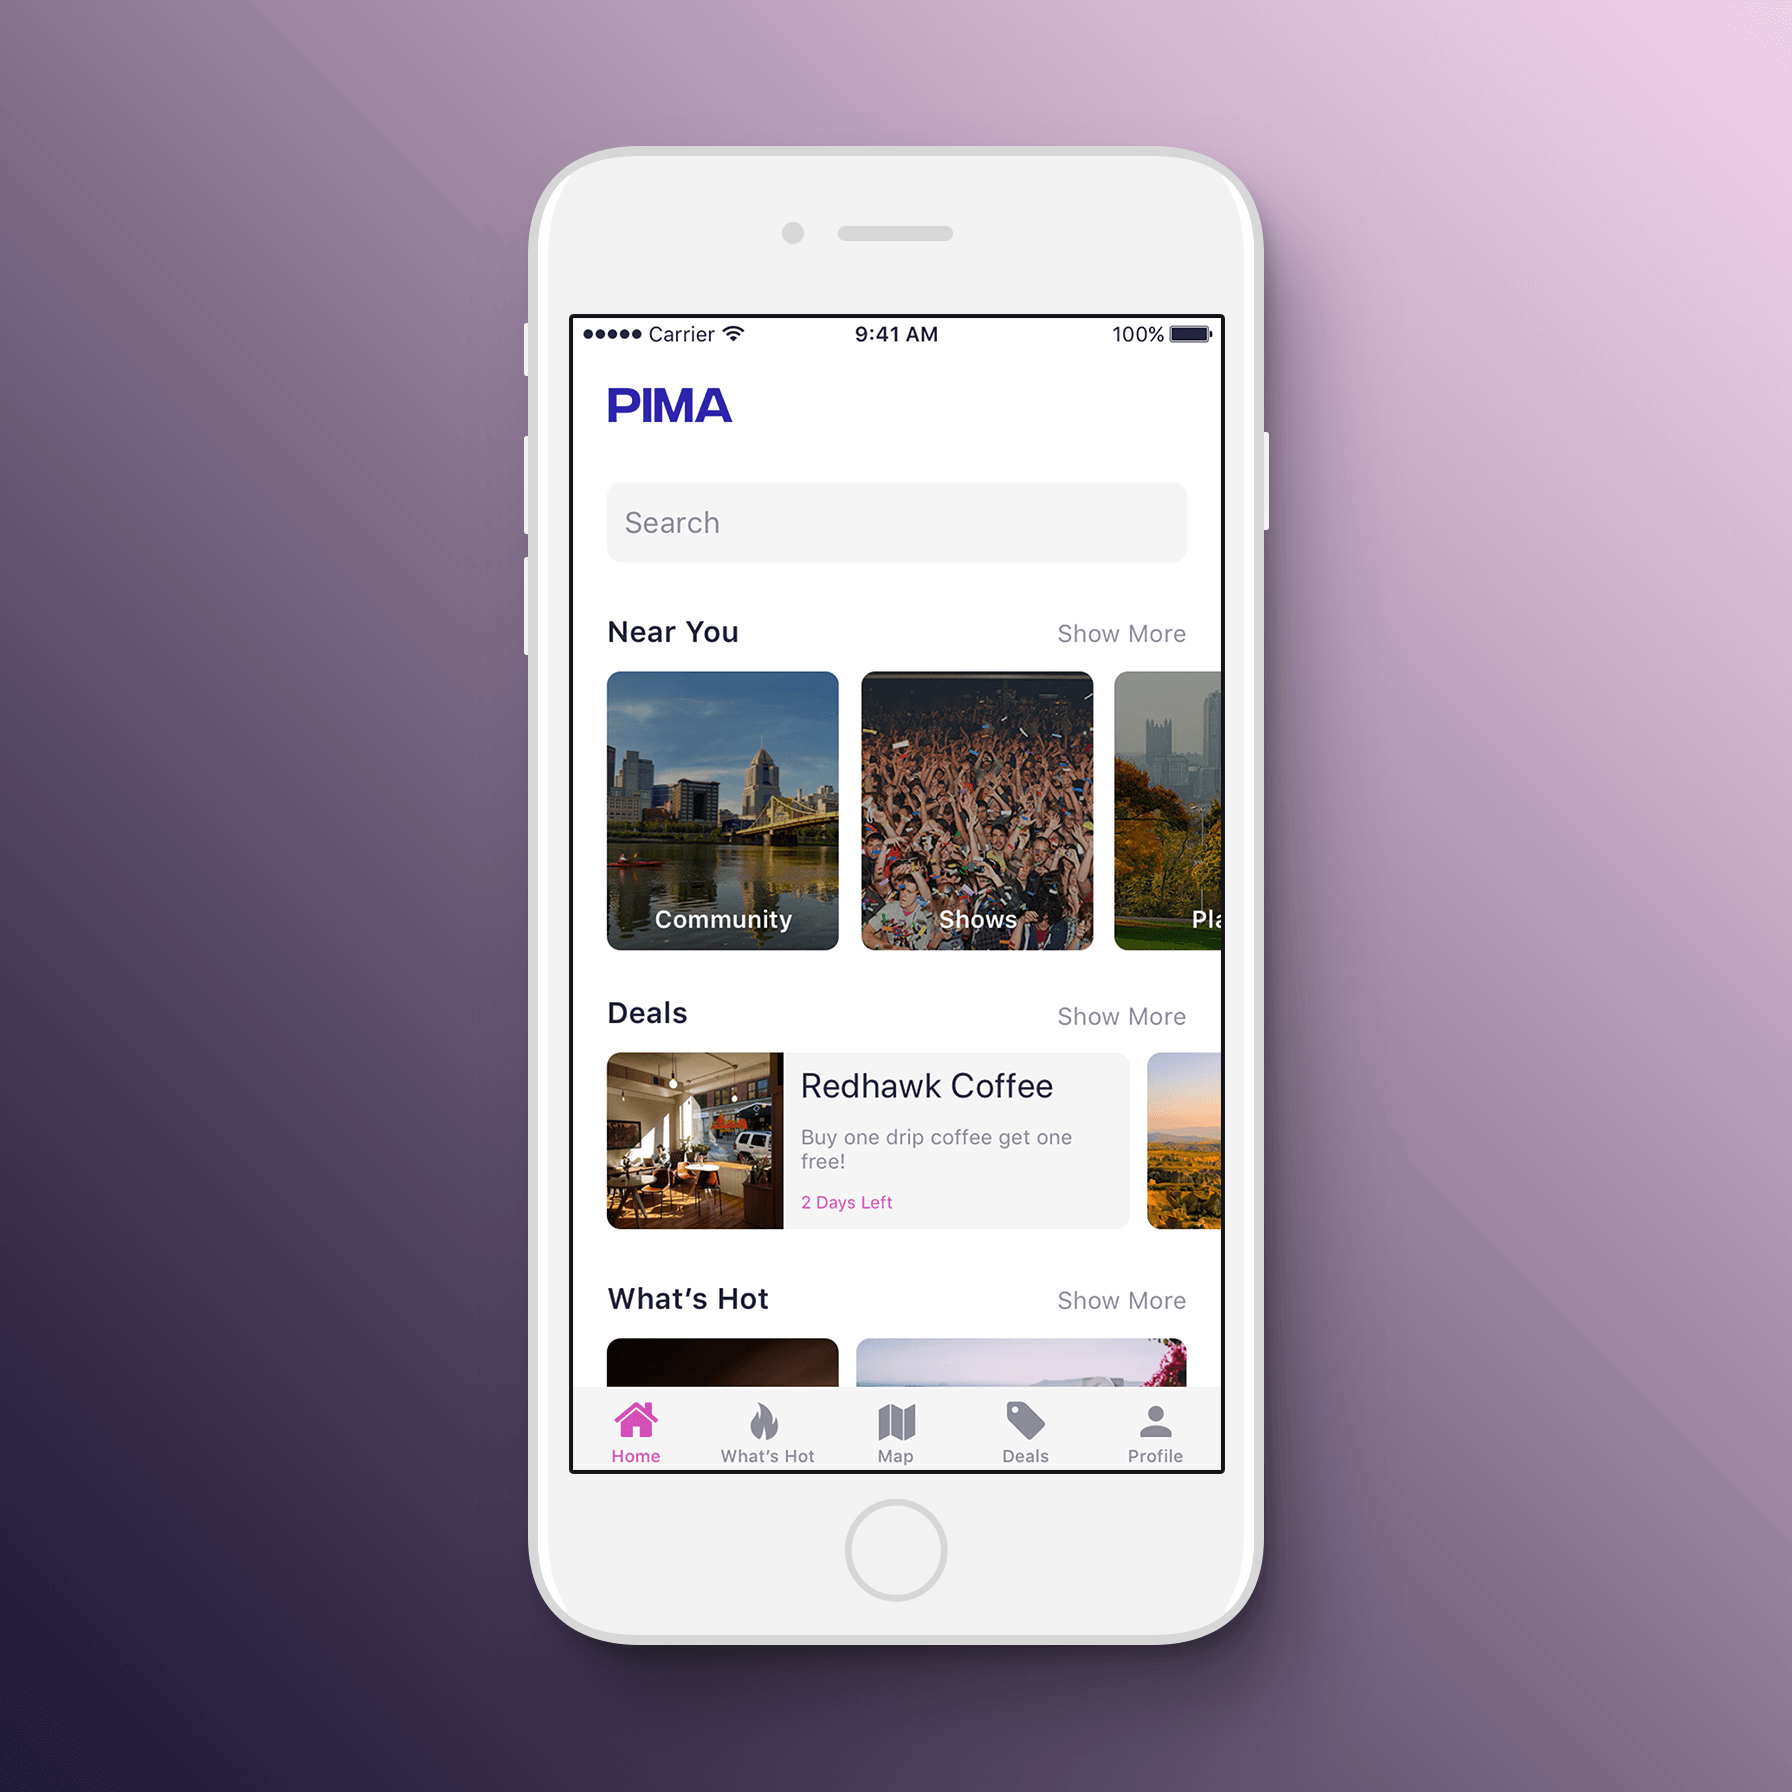 Carrier 9:41 AM 100%
PIMA
Search
Near You Show More
Community Shows
Deals Show More
Redhawk Coffee
Buy one drip coffee get one
free!
2 Days Left
What's Hot Show More
Home What's Hot Map Deals Profile